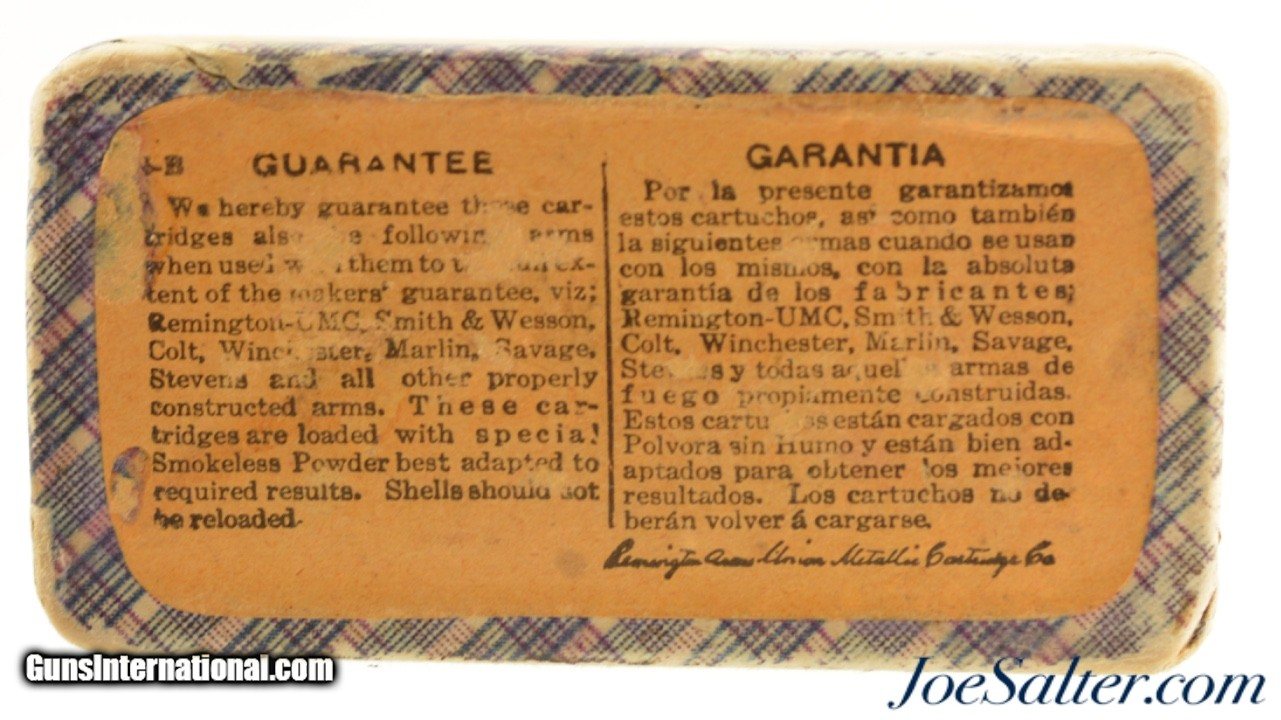 -B GUARANTEE
We hereby guarantee these car-
tridges also the following arms
when used with them to the full ex-
tent of the makers' guarantee, viz;
Remington-UMC, Smith & Wesson,
Colt, Winchester, Marlin, Savage,
Stevens and all other properly
constructed arms. These car-
tridges are loaded with special
Smokeless Powder best adapted to
required results. Shells should not
be reloaded.
GARANTIA
Por la presente garantizamos
estos cartuchos, así como también
la siguientes armas cuando se usan
con los mismos, con la absoluta
garantía de los fabricantes;
Remington-UMC, Smith & Wesson,
Colt, Winchester, Marlin, Savage,
Stevens y todas aquellas armas de
fuego propiamente construidas.
Estos cartuchos están cargados con
Polvora sin Humo y están bien ad-
aptados para obtener los mejores
resultados. Los cartuchos no de-
berán volver á cargarse.
Remington Arms Union Metallic Cartridge Co
GunsInternational.com
JoeSalter.com